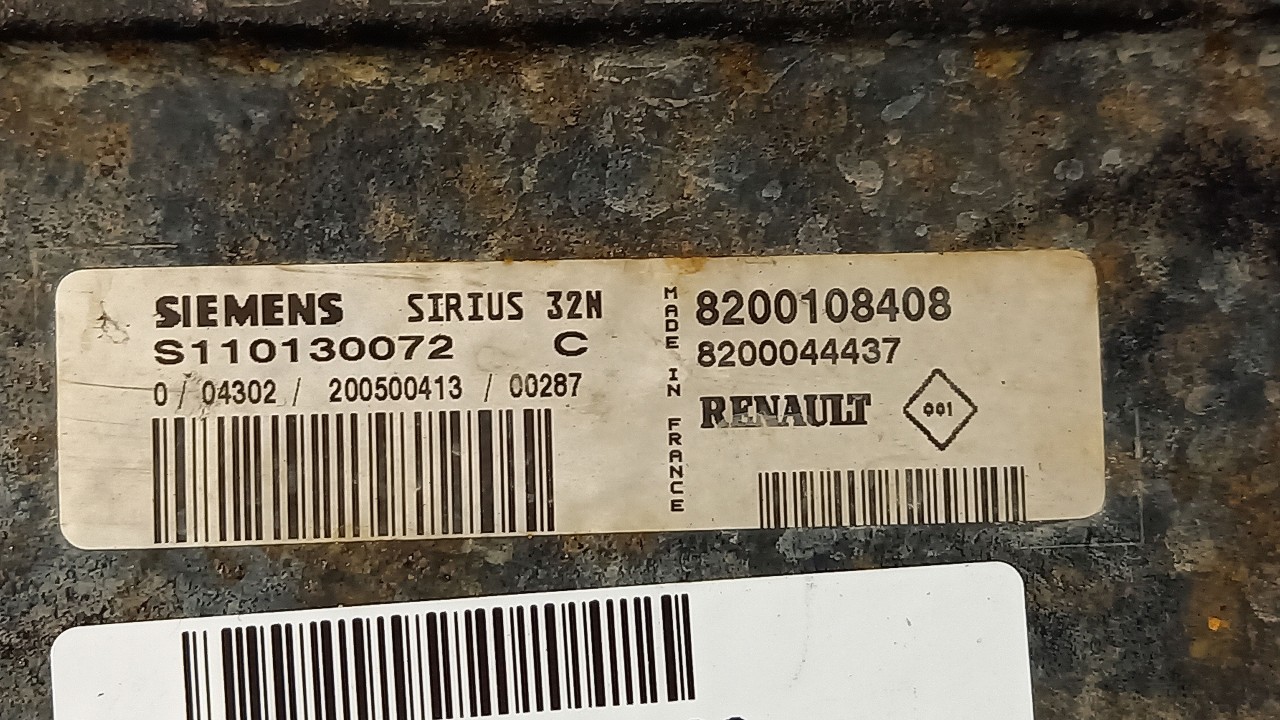 SIEMENS SIRIUS 32N
S110130072 C
0 / 04302 / 200500413 / 00287
MADE IN FRANCE
8200108408
8200044437
RENAULT 001